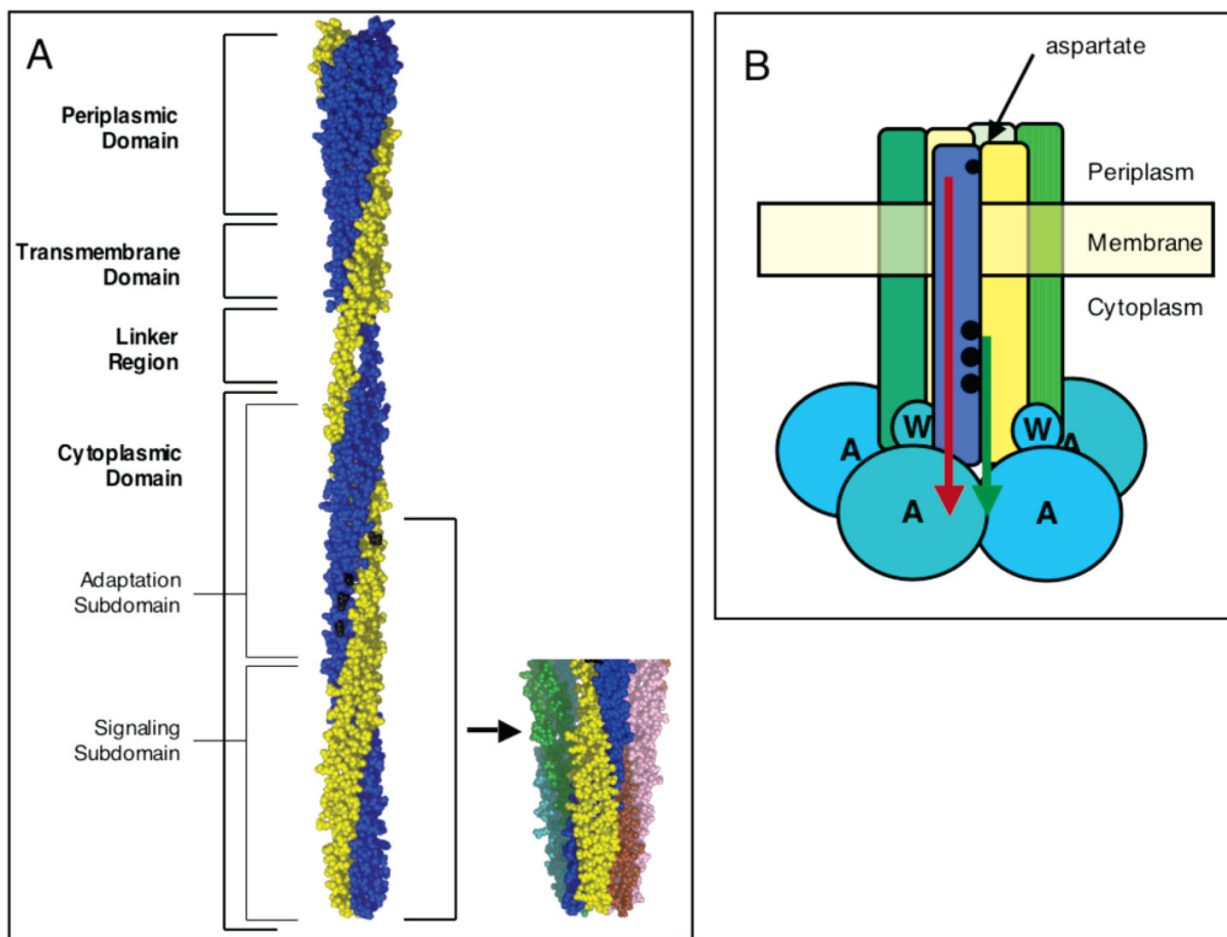 A
Periplasmic
Domain
Transmembrane
Domain
Linker
Region
Cytoplasmic
Domain
Adaptation
Subdomain
Signaling
Subdomain
B
aspartate
Periplasm
Membrane
Cytoplasm
W
W
A
A
A
A